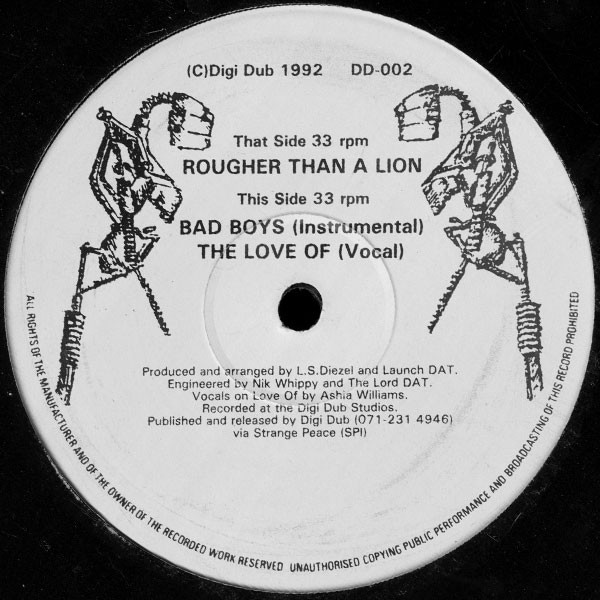 (C)Digi Dub 1992 DD-002
That Side 33 rpm
ROUGHER THAN A LION
This Side 33 rpm
BAD BOYS (Instrumental)
THE LOVE OF (Vocal)
Produced and arranged by L.S.Diezel and Launch DAT.
Engineered by Nik Whippy and The Lord DAT.
Vocals on Love Of by Ashia Williams.
Recorded at the Digi Dub Studios.
Published and released by Digi Dub (071-231 4946)
via Strange Peace (SPI)
ALL RIGHTS OF THE MANUFACTURER AND OF THE OWNER OF THE RECORDED WORK RESERVED UNAUTHORISED COPYING PUBLIC PERFORMANCE AND BROADCASTING OF THIS RECORD PROHIBITED